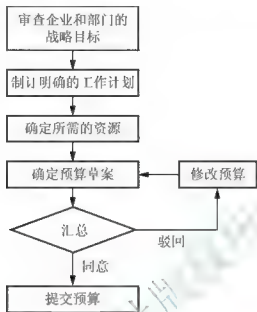 审查企业和部门的
战略目标
制订明确的工作计划
确定所需的资源
确定预算草案
修改预算
汇总
驳回
同意
提交预算